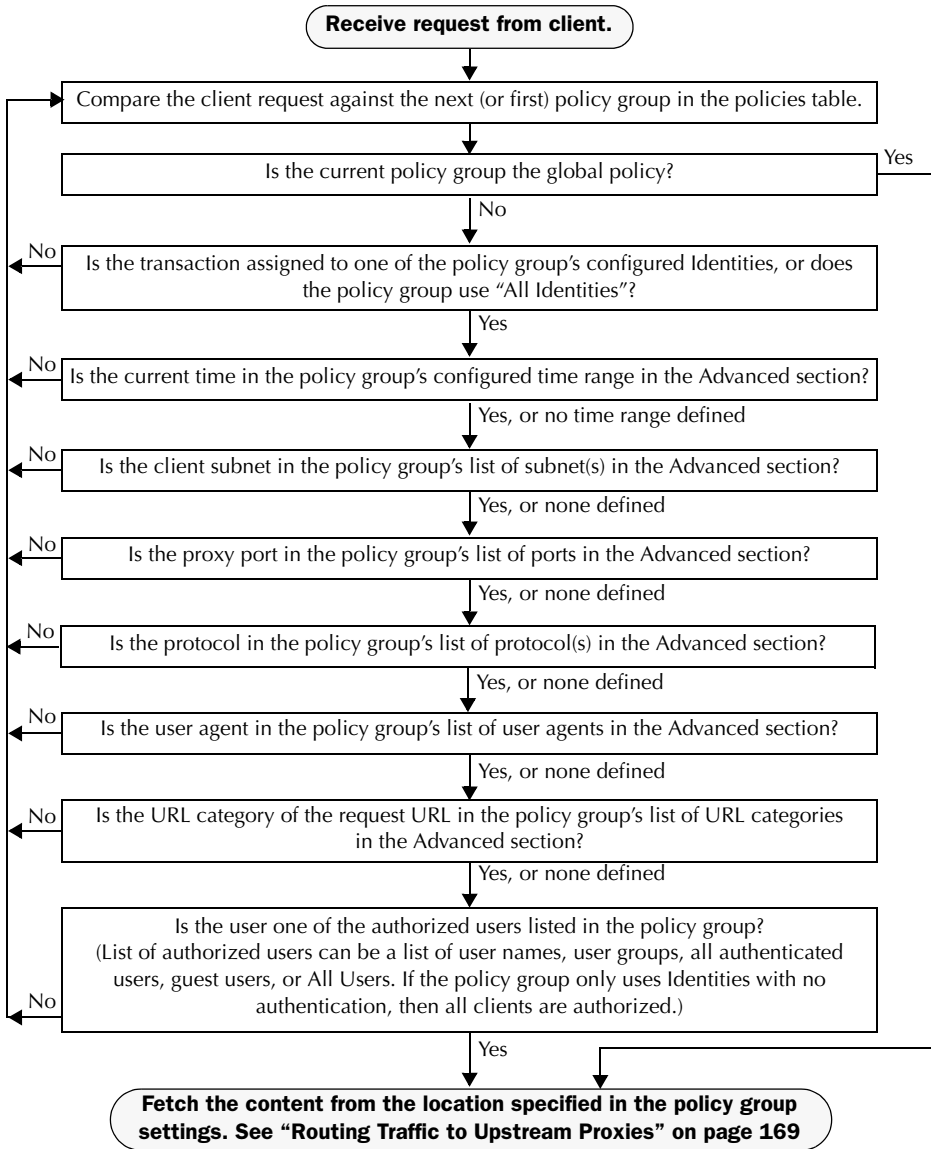 Receive request from client.
Compare the client request against the next (or first) policy group in the policies table.
Is the current policy group the global policy?
Yes
No
No
Is the transaction assigned to one of the policy group's configured Identities, or does
the policy group use “All Identities”?
Yes
No
Is the current time in the policy group's configured time range in the Advanced section?
Yes, or no time range defined
No
Is the client subnet in the policy group's list of subnet(s) in the Advanced section?
Yes, or none defined
No
Is the proxy port in the policy group's list of ports in the Advanced section?
Yes, or none defined
No
Is the protocol in the policy group's list of protocol(s) in the Advanced section?
Yes, or none defined
No
Is the user agent in the policy group's list of user agents in the Advanced section?
Yes, or none defined
No
Is the URL category of the request URL in the policy group's list of URL categories
in the Advanced section?
Yes, or none defined
Is the user one of the authorized users listed in the policy group?
(List of authorized users can be a list of user names, user groups, all authenticated
users, guest users, or All Users. If the policy group only uses Identities with no
authentication, then all clients are authorized.)
No
Yes
Fetch the content from the location specified in the policy group
settings. See “Routing Traffic to Upstream Proxies” on page 169